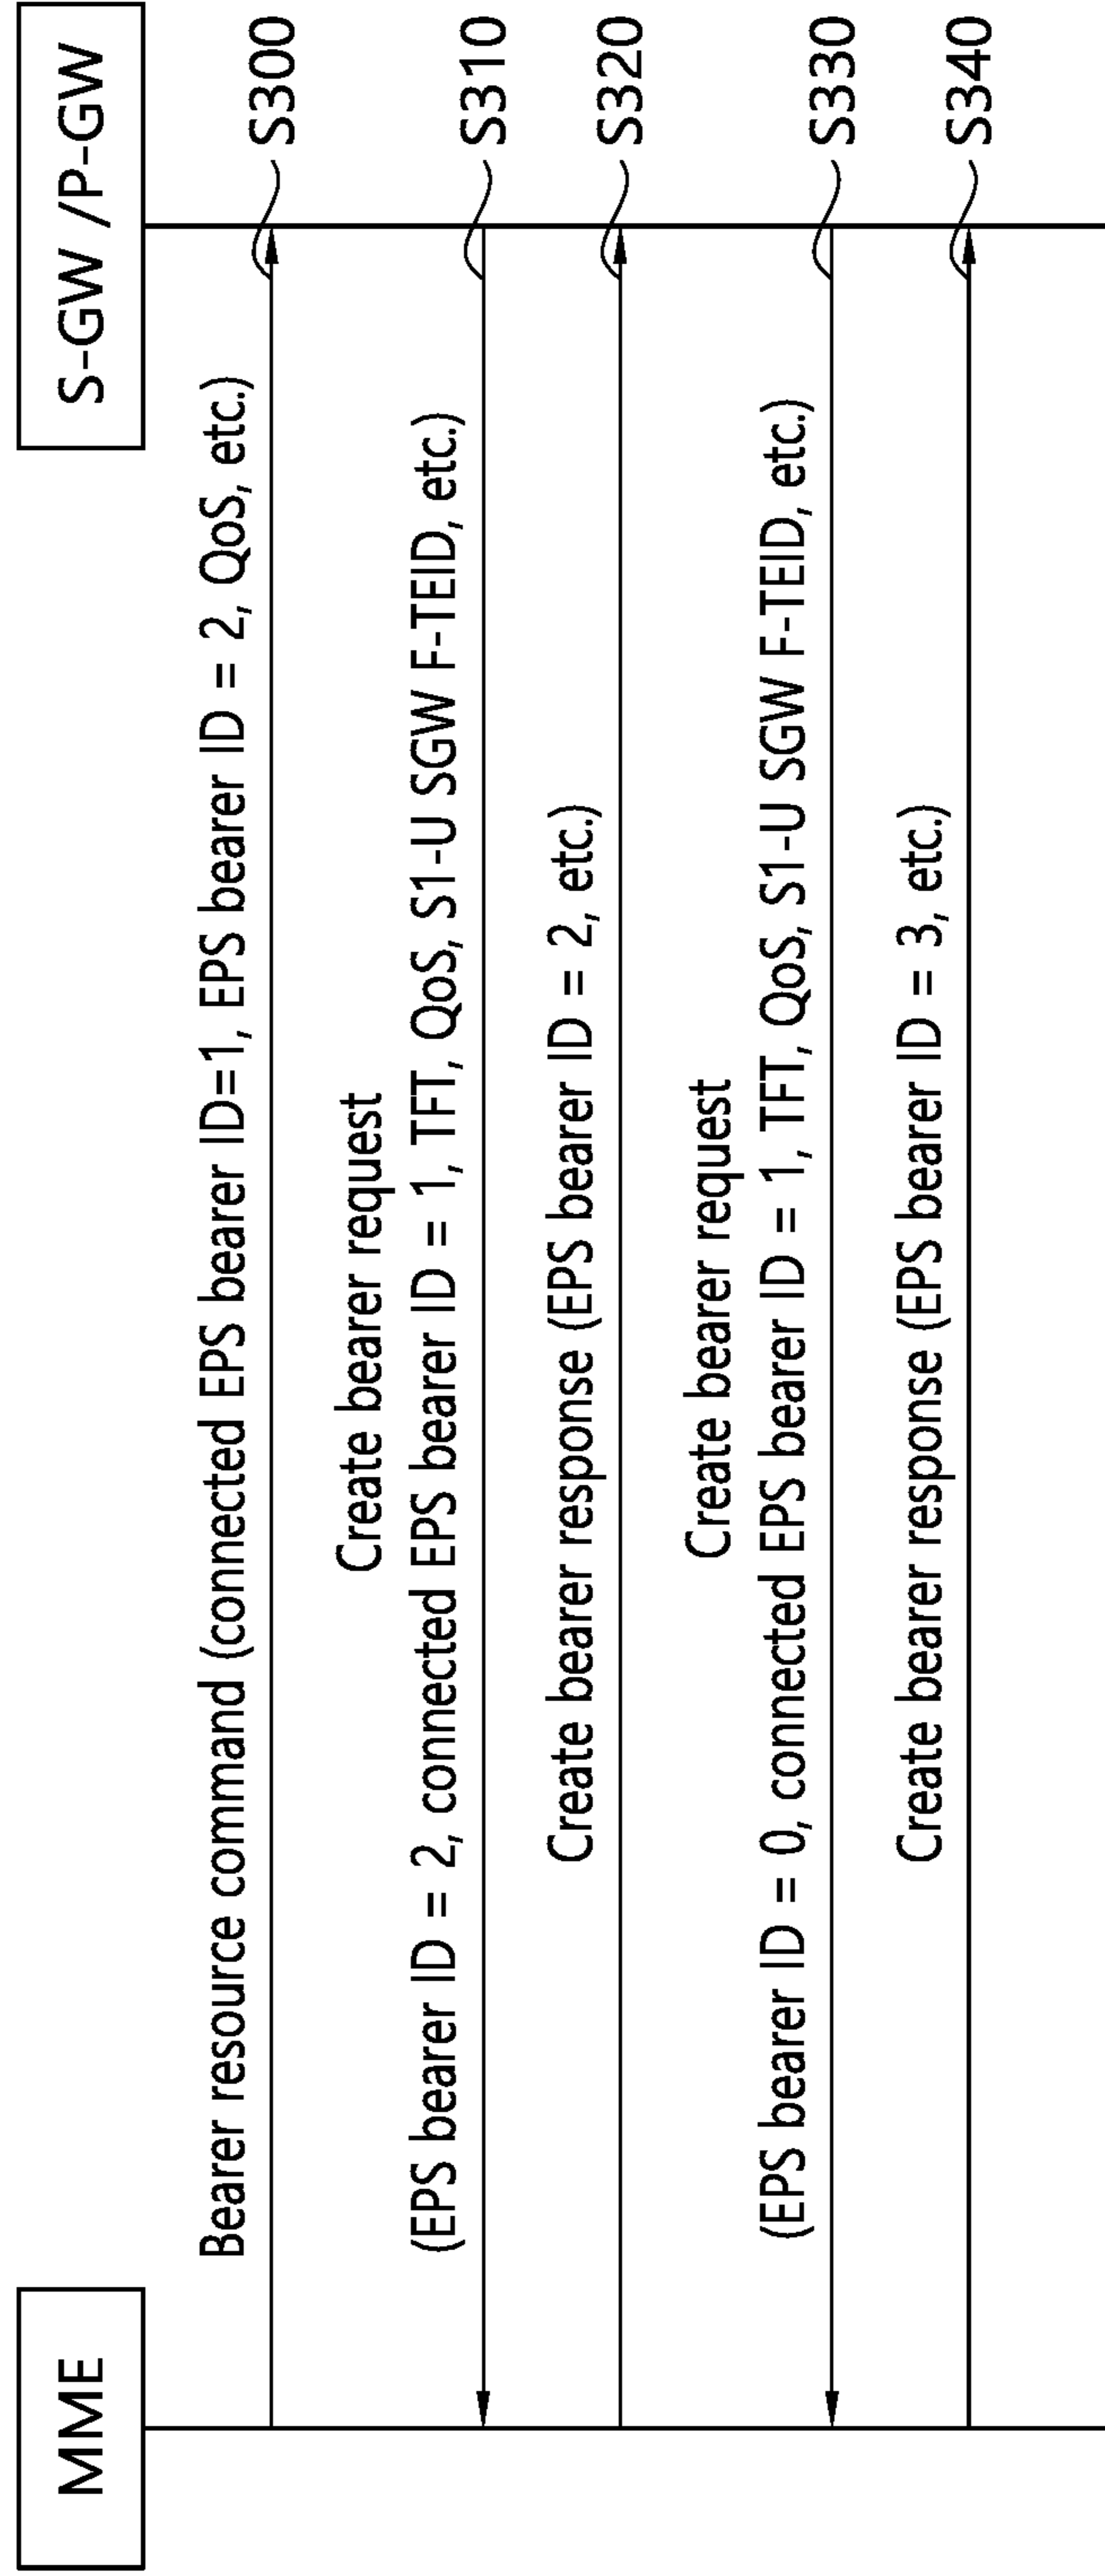 MME
S-GW /P-GW
Bearer resource command (connected EPS bearer ID=1, EPS bearer ID = 2, QoS, etc.)
S300
Create bearer request
(EPS bearer ID = 2, connected EPS bearer ID = 1, TFT, QoS, S1-U SGW F-TEID, etc.)
S310
Create bearer response (EPS bearer ID = 2, etc.)
S320
Create bearer request
(EPS bearer ID = 0, connected EPS bearer ID = 1, TFT, QoS, S1-U SGW F-TEID, etc.)
S330
Create bearer response (EPS bearer ID = 3, etc.)
S340